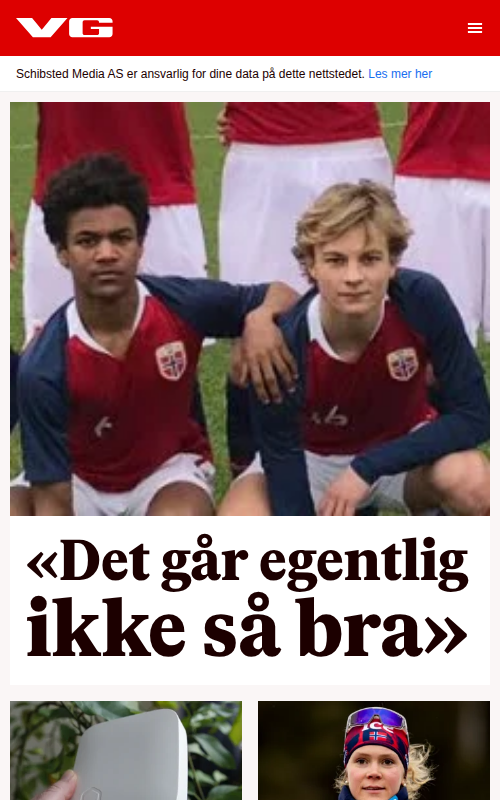 VG
Schibsted Media AS er ansvarlig for dine data på dette nettstedet. Les mer her
«Det går egentlig
ikke så bra»